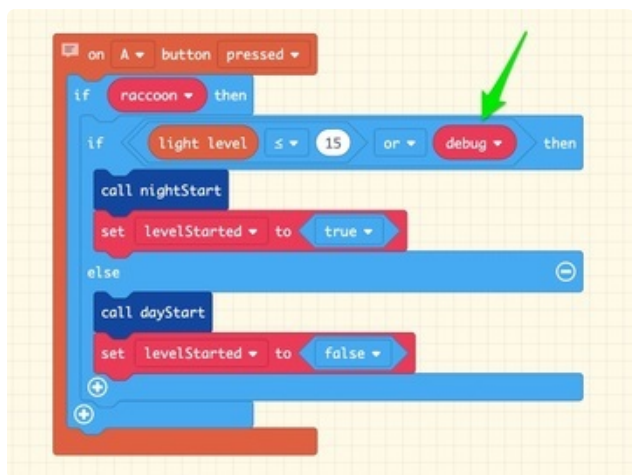 on A button pressed
if raccoon then
if light level ≤ 15 or debug then
call nightStart
set levelStarted to true
else
call dayStart
set levelStarted to false